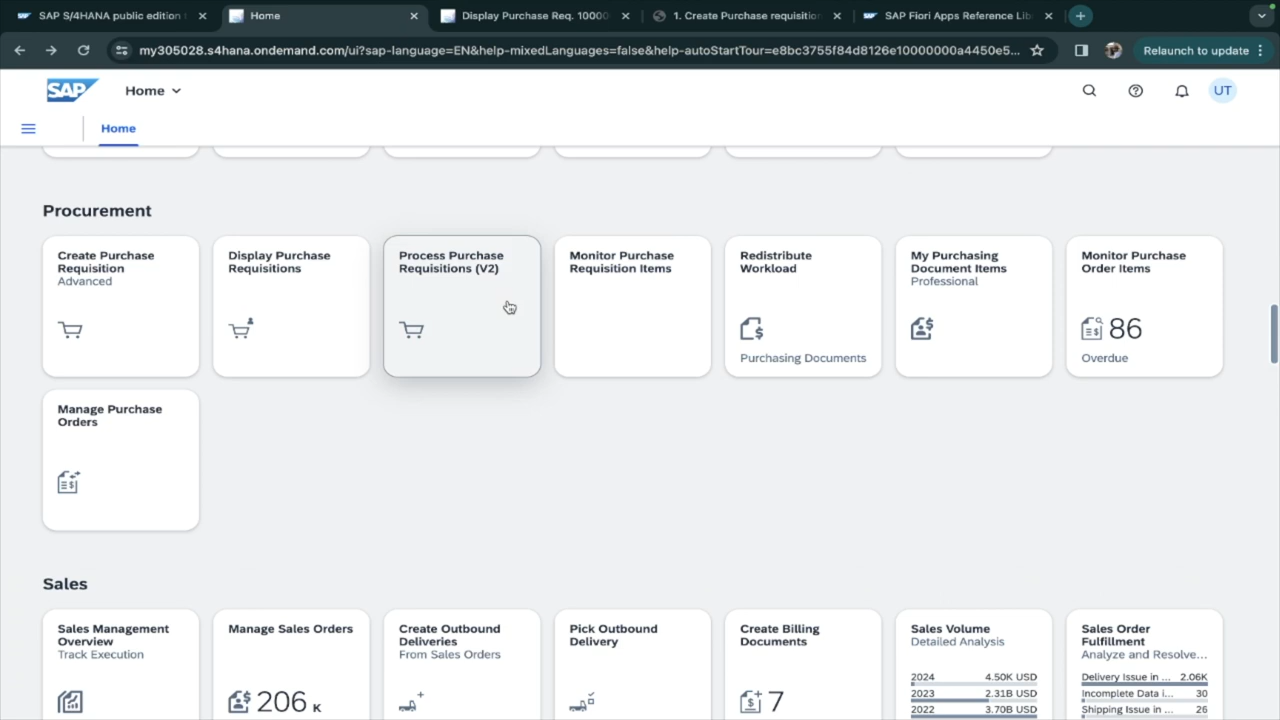 SAP S/4HANA public edition t
Home
Display Purchase Req. 10000
1. Create Purchase requisition
SAP Fiori Apps Reference Lib
my305028.s4hana.ondemand.com/ui?sap-language=EN&help-mixedLanguages=false&help-autoStartTour=e8bc3755f84d8126e10000000a4450e5...
Relaunch to update
SAP
Home
UT
Home
Procurement
Create Purchase
Requisition
Advanced
Display Purchase
Requisitions
Process Purchase
Requisitions (V2)
Monitor Purchase
Requisition Items
Redistribute
Workload
Purchasing Documents
My Purchasing
Document Items
Professional
Monitor Purchase
Order Items
86
Overdue
Manage Purchase
Orders
Sales
Sales Management
Overview
Track Execution
Manage Sales Orders
206 K
Create Outbound
Deliveries
From Sales Orders
Pick Outbound
Delivery
Create Billing
Documents
7
Sales Volume
Detailed Analysis
2024 4.50K USD
2023 2.31B USD
2022 3.70B USD
Sales Order
Fulfillment
Analyze and Resolve...
Delivery Issue in ... 2.06K
Incomplete Data i... 30
Shipping Issue in ... 26